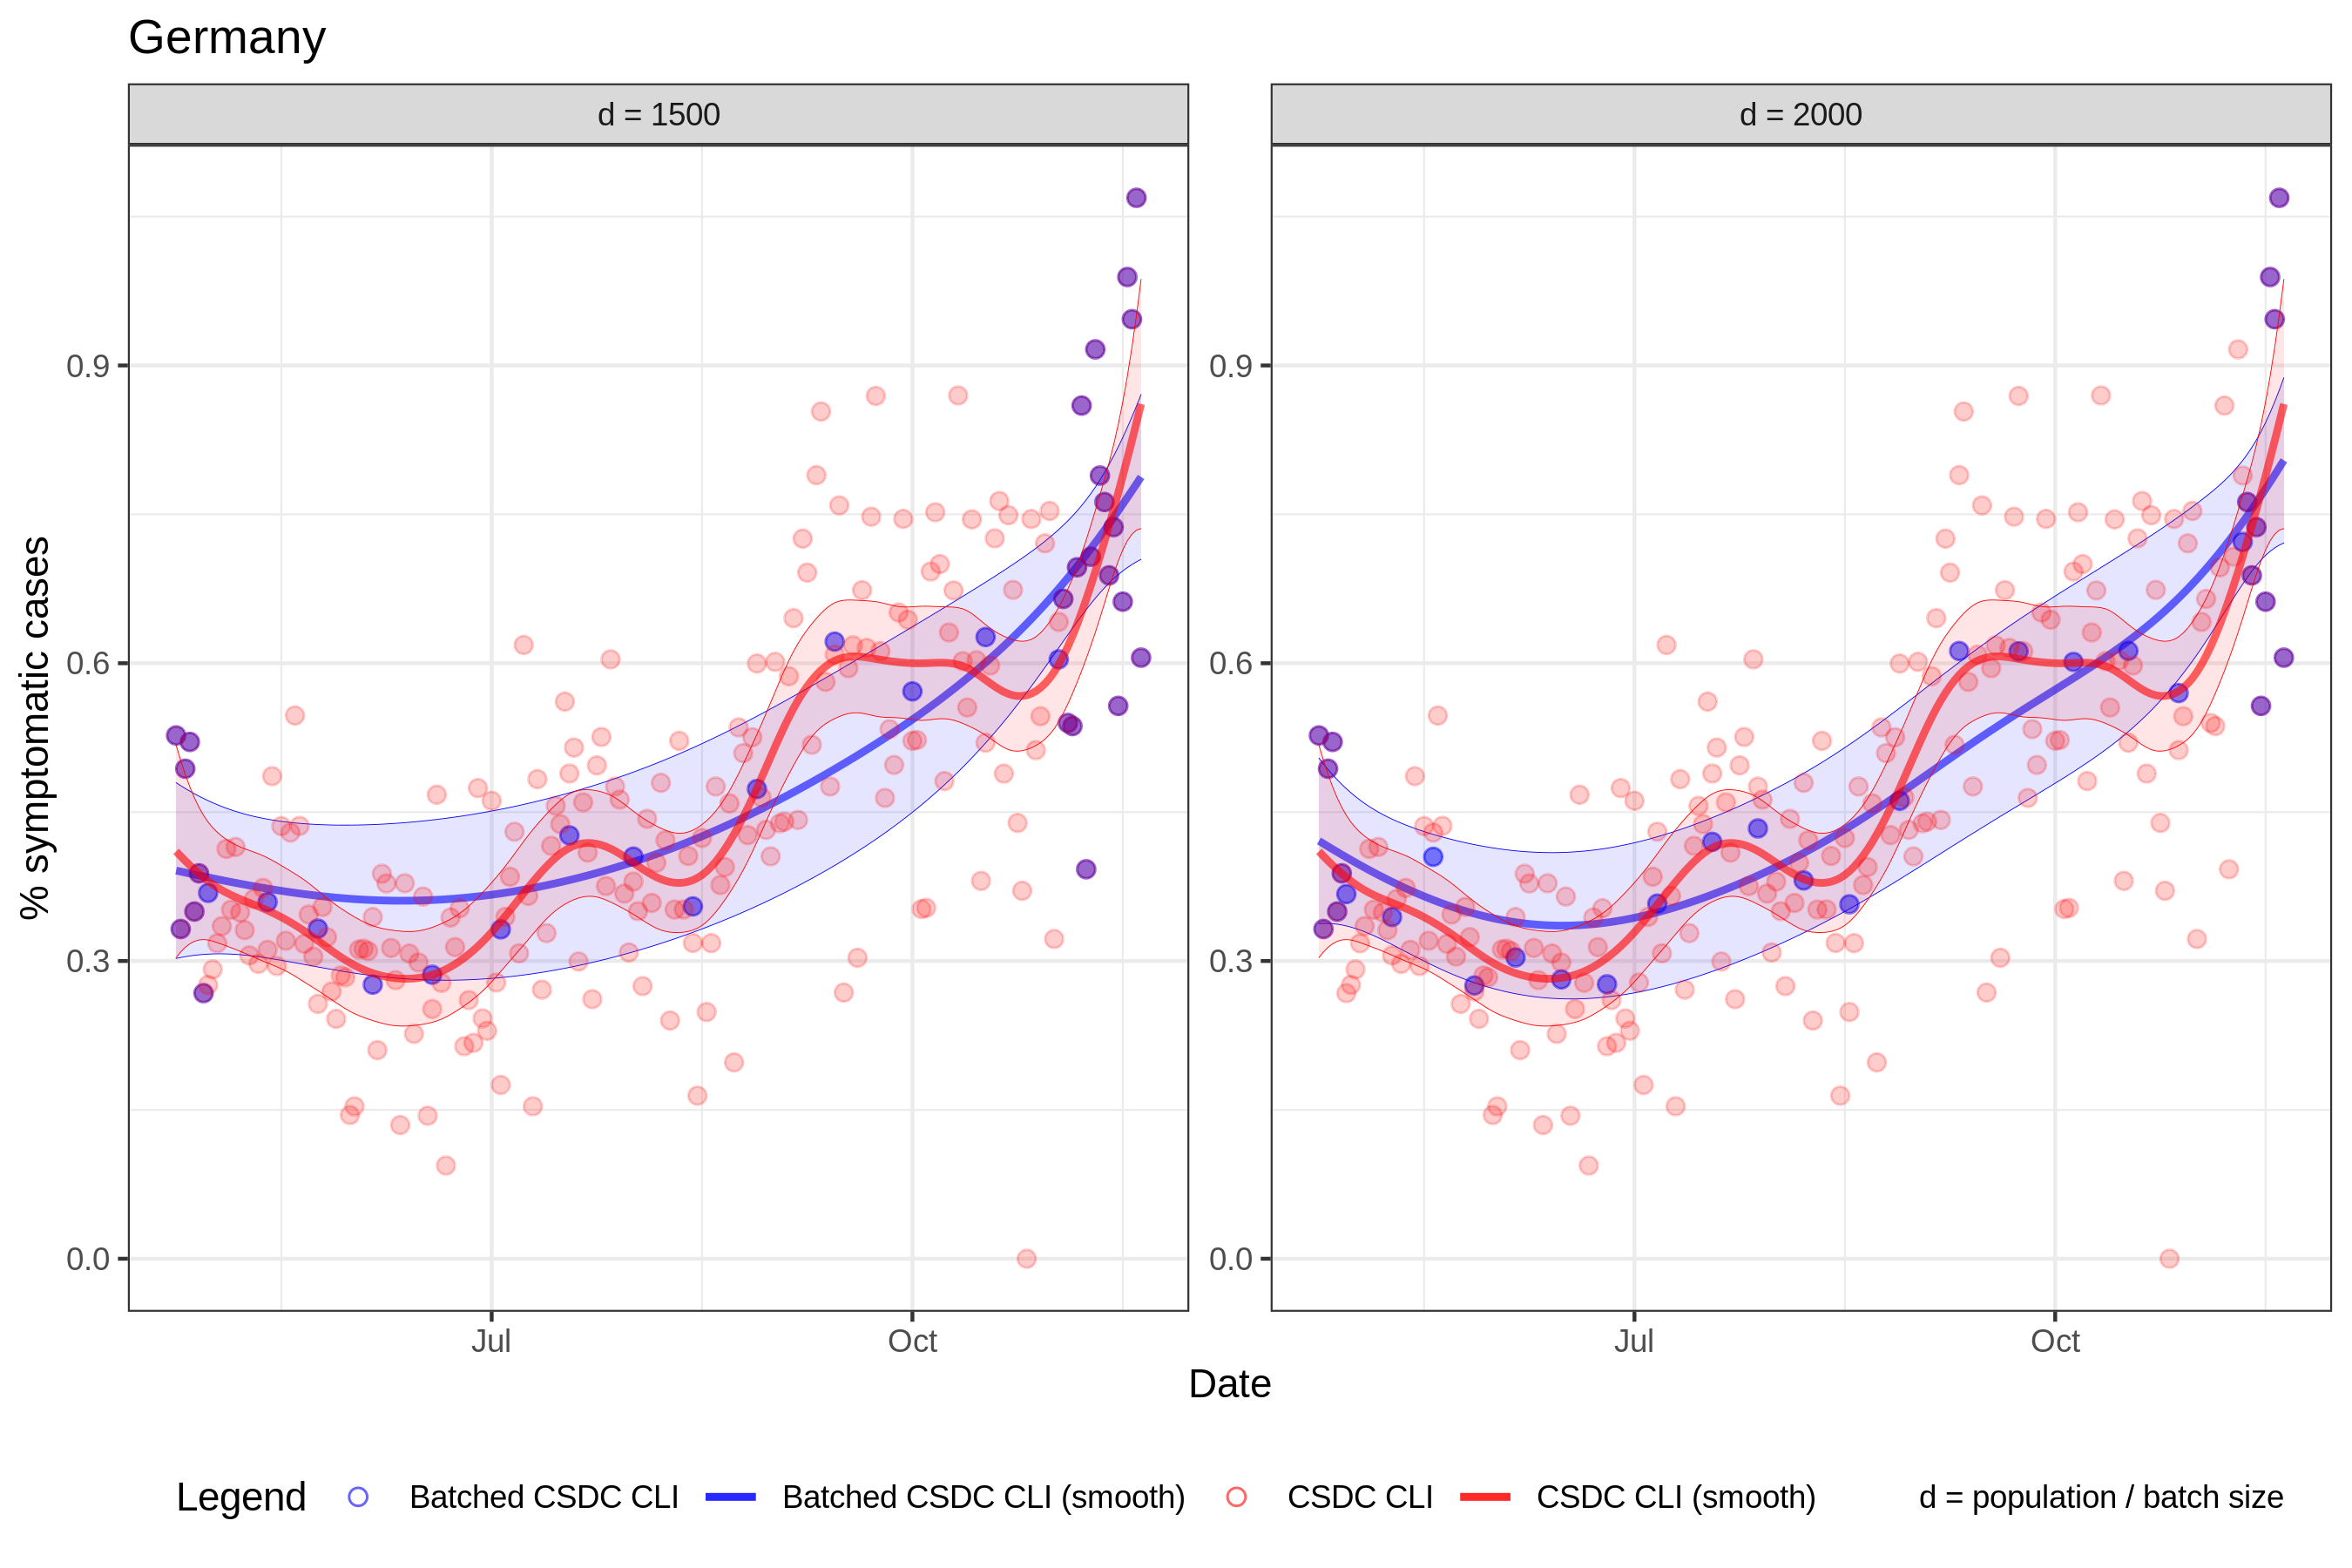 Germany
d = 1500
d = 2000
% symptomatic cases
0.9
0.6
0.3
0.0
0.9
0.6
0.3
0.0
Jul
Oct
Jul
Oct
Date
Legend
Batched CSDC CLI
Batched CSDC CLI (smooth)
CSDC CLI
CSDC CLI (smooth)
d = population / batch size